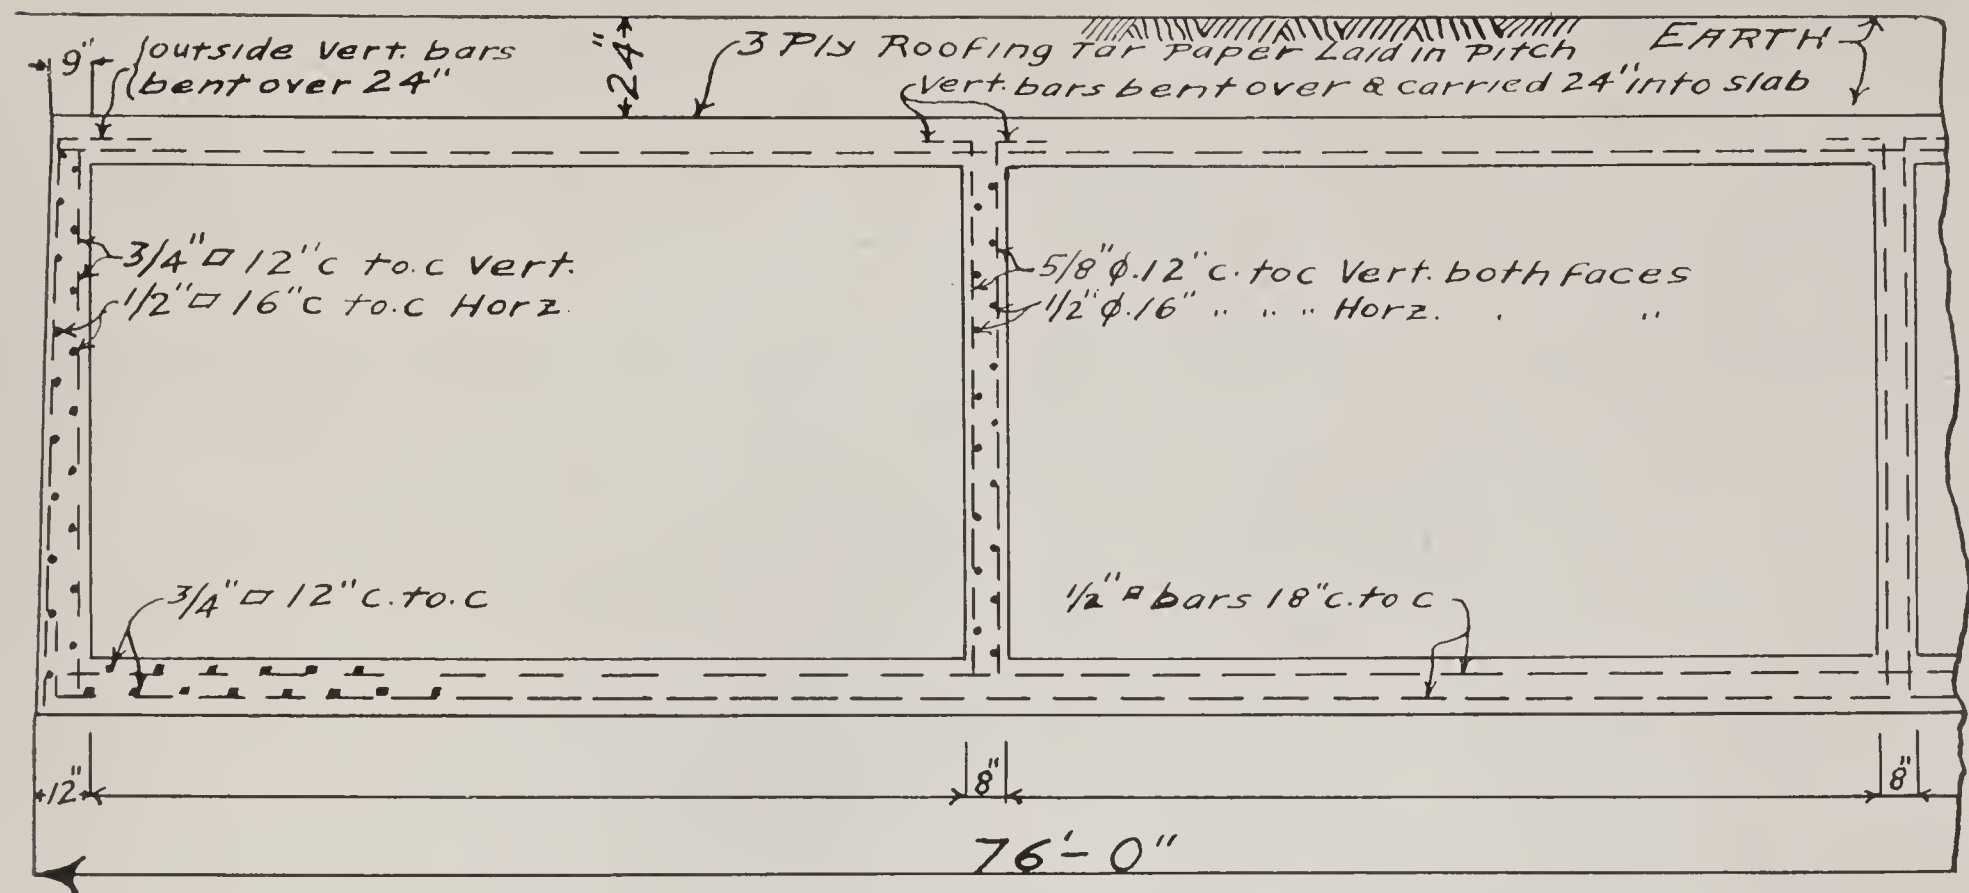 9"
outside Vert. bars
bent over 24"
24"
3 Ply Roofing Tar Paper Laid in Pitch
EARTH
Vert. bars bent over & carried 24" into slab
3/4" □ 12" c to.c Vert.
1/2" □ 16" c to.c Horz.
5/8" φ.12" c. toc Vert. both faces
1/2" φ.16" " " " Horz. " "
3/4" □ 12" c.to.c
1/2" □ bars 18" c.to c
12"
8"
8"
76'-0"